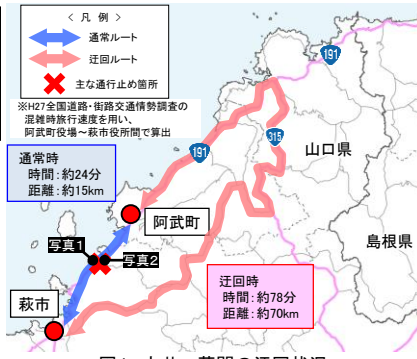 < 凡 例 >
通常ルート
迂回ルート
主な通行止め箇所
※H27全国道路・街路交通情勢調査の
混雑時旅行速度を用い、
阿武町役場～萩市役所間で算出
191
315
山口県
191
通常時
時間:約24分
距離:約15km
阿武町
島根県
写真1
写真2
萩市
迂回時
時間:約78分
距離:約70km